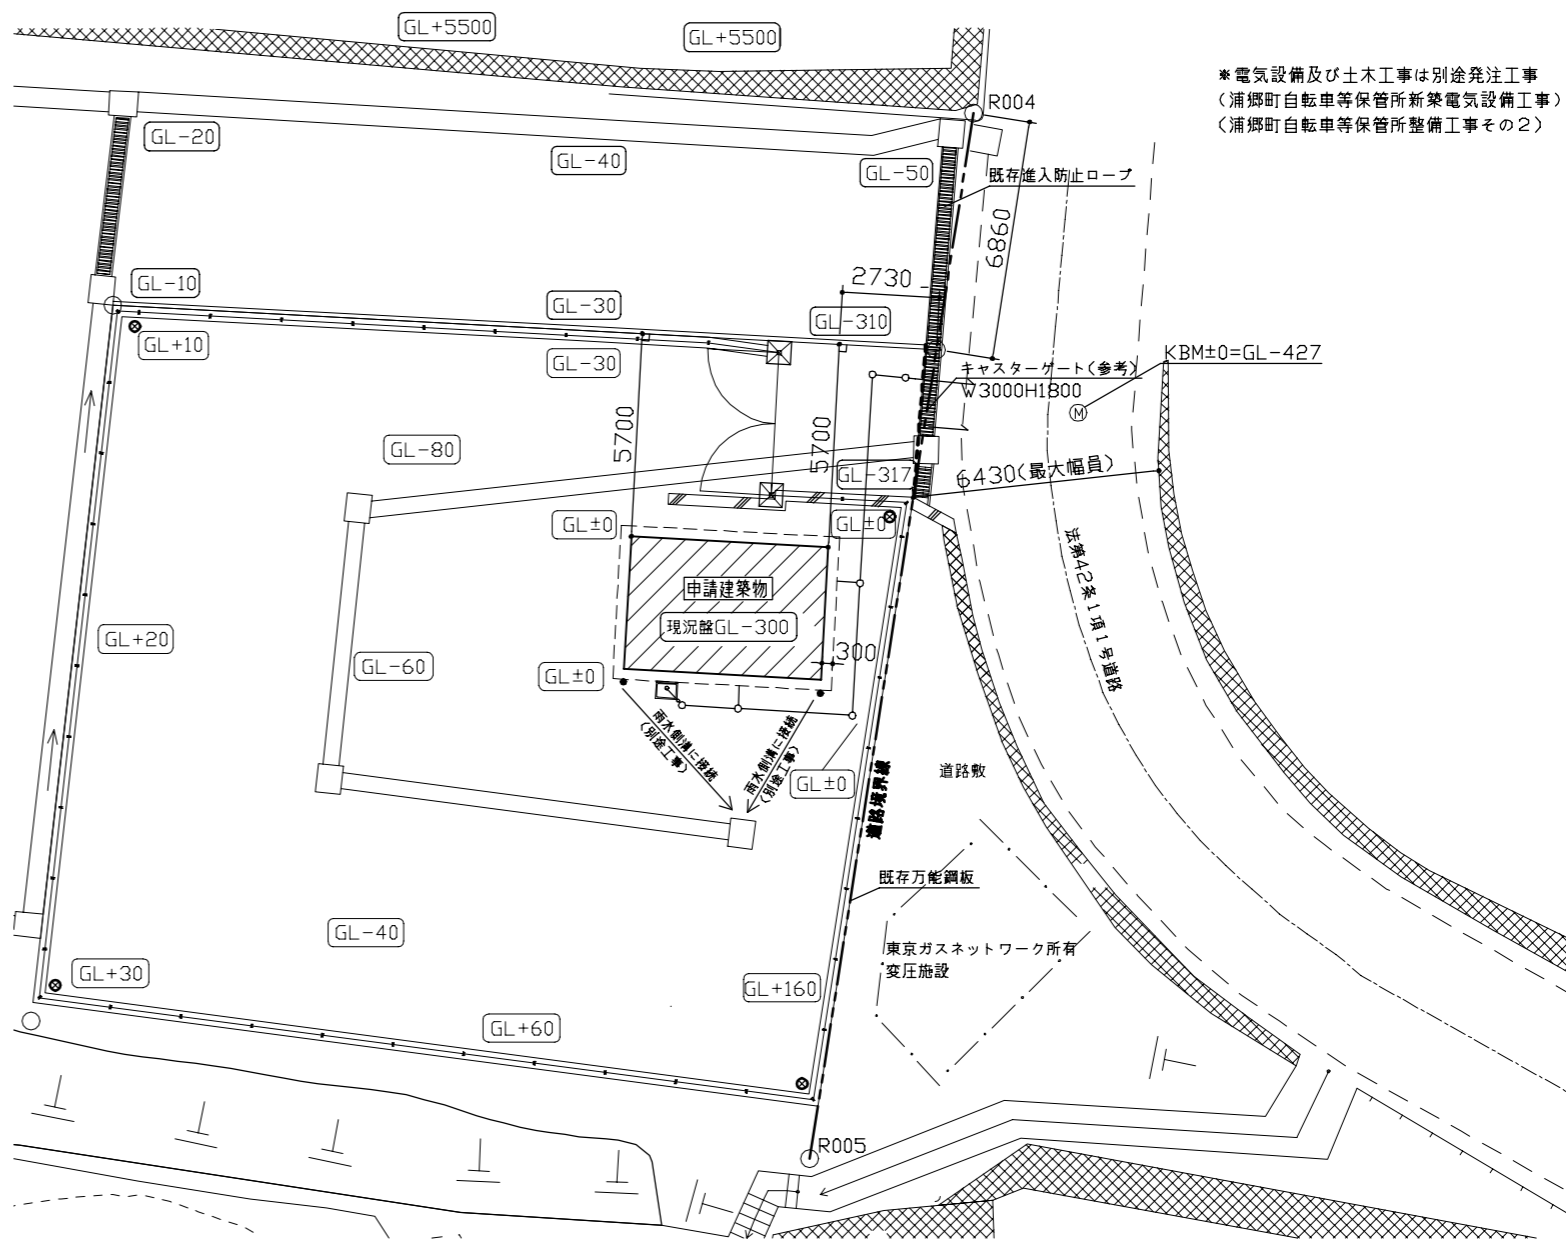 GL+5500
GL+5500
※電気設備及び土木工事は別途発注工事
(浦郷町自転車等保管所新築電気設備工事)
(浦郷町自転車等保管所整備工事その2)
R004
GL-20
GL-40
GL-50
既存進入防止ロープ
6860
GL-10
2730
GL-30
GL-310
GL+10
GL-30
KBM±0=GL-427
キャスターゲート(参考)
W3000H1800
M
5700
5700
GL-80
GL-317
6430(最大幅員)
GL±0
GL±0
法第42条1項1号道路
申請建築物
現況盤GL-300
GL+20
300
GL-60
GL±0
雨水側溝に接続
(別途工事)
雨水側溝に接続
(別途工事)
GL±0
道路境界線
道路敷
既存万能鋼板
GL-40
東京ガスネットワーク所有
変圧施設
GL+30
GL+160
GL+60
R005